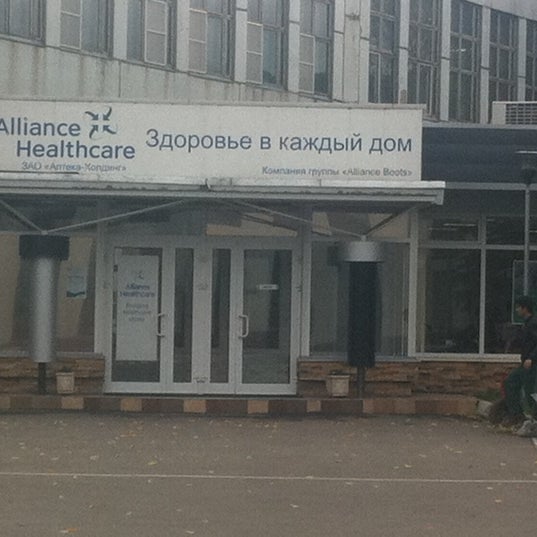 Alliance
Healthcare
ЗАО «Аптека-Холдинг»
Здоровье в каждый дом
Компания группы «Alliance Boots»
Alliance
Healthcare